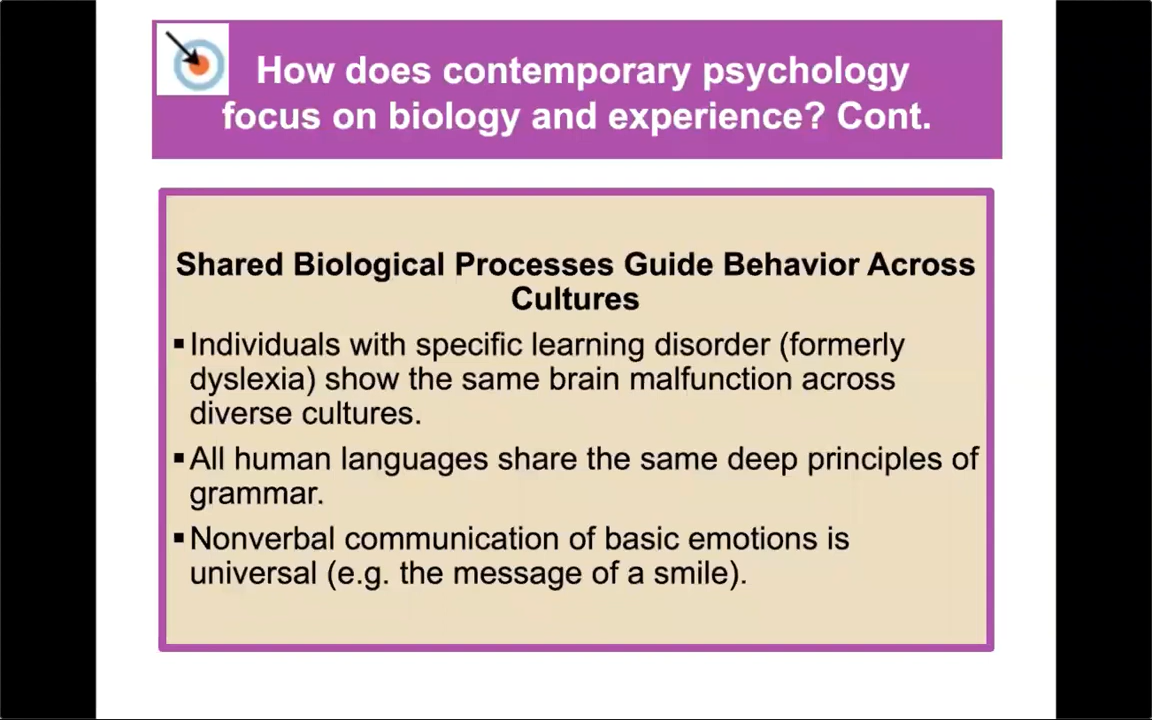 How does contemporary psychology
focus on biology and experience? Cont.
Shared Biological Processes Guide Behavior Across
Cultures
▪Individuals with specific learning disorder (formerly
dyslexia) show the same brain malfunction across
diverse cultures.
▪All human languages share the same deep principles of
grammar.
▪Nonverbal communication of basic emotions is
universal (e.g. the message of a smile).